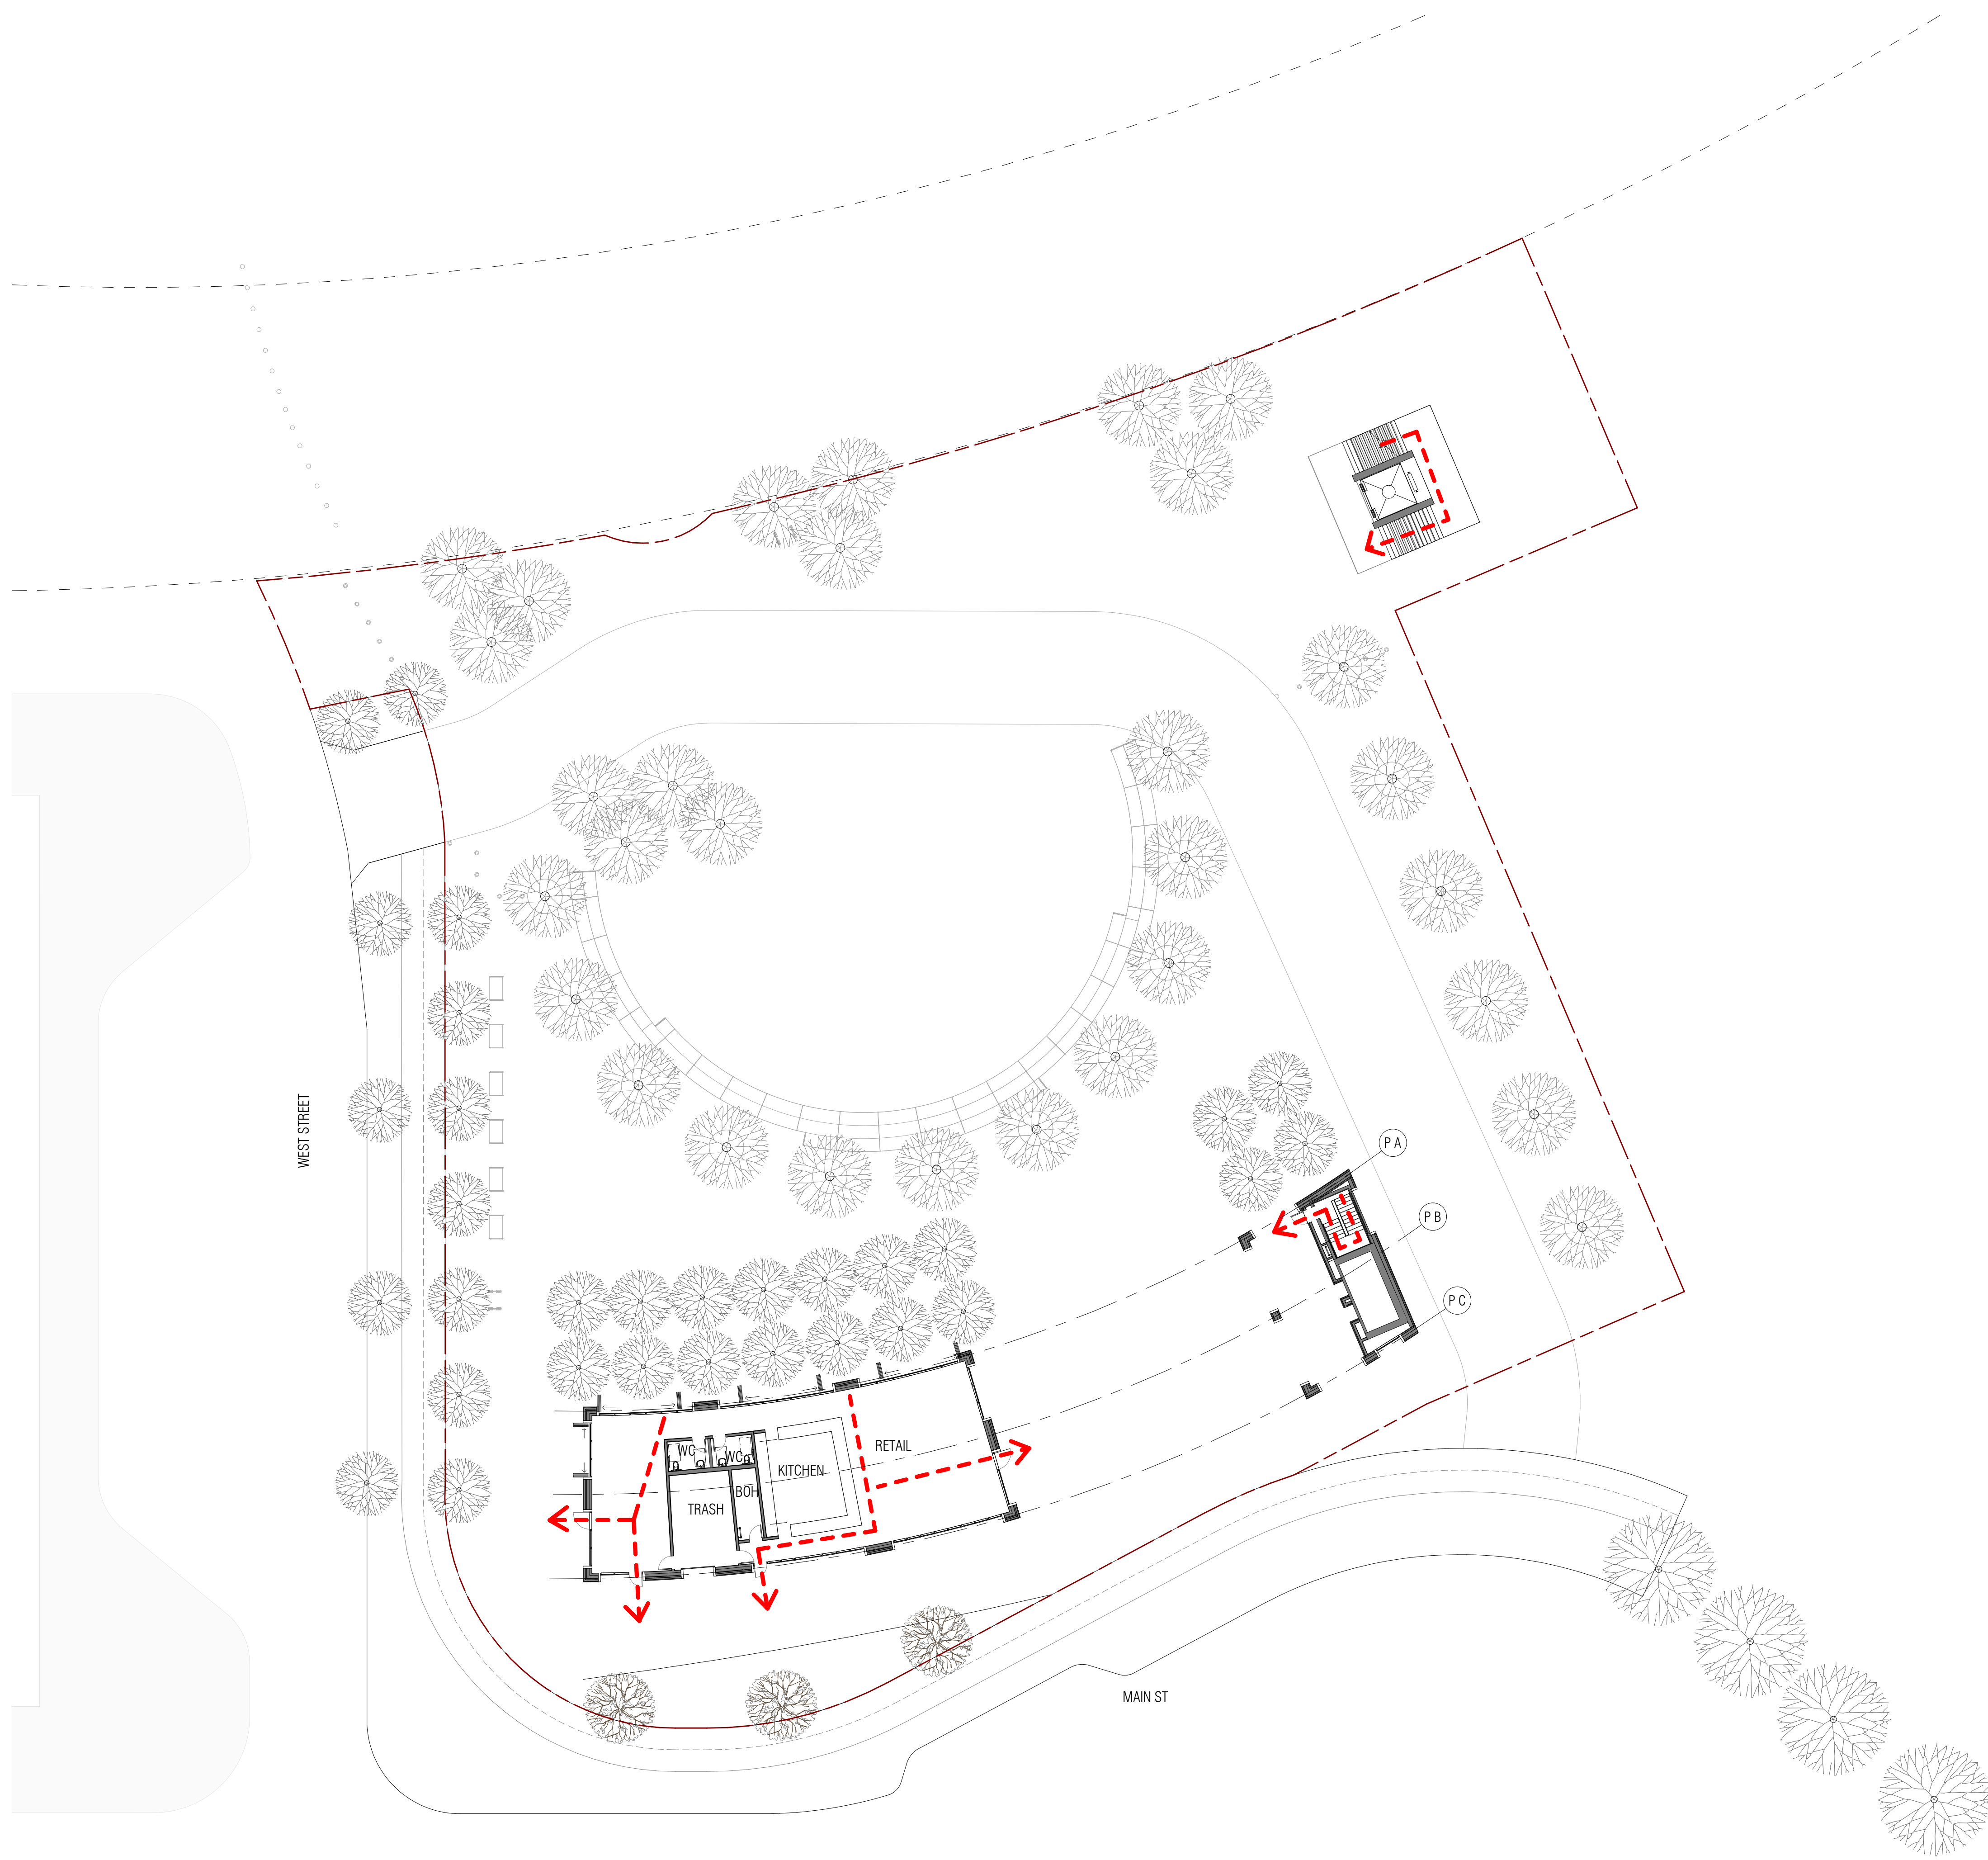 WEST STREET
P A
P B
P C
WC
WC
RETAIL
KITCHEN
BOH
TRASH
MAIN ST